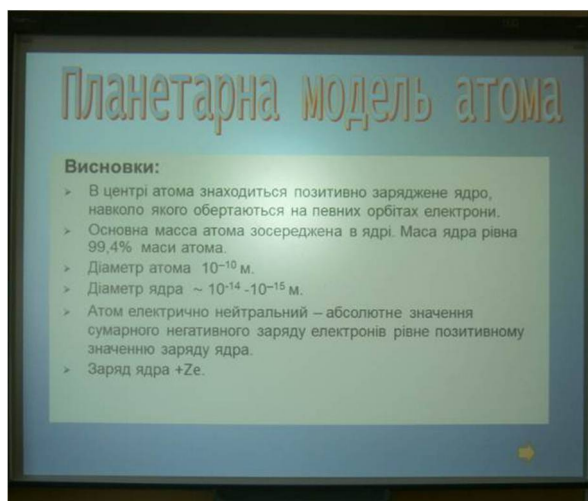 Планетарна модель атома
Висновки:
➢ В центрі атома знаходиться позитивно заряджене ядро,
навколо якого обертаються на певних орбітах електрони.
➢ Основна масса атома зосереджена в ядрі. Маса ядра рівна
99,4% маси атома.
➢ Діаметр атома 10⁻¹⁰ м.
➢ Діаметр ядра ~ 10⁻¹⁴ -10⁻¹⁵ м.
➢ Атом електрично нейтральний – абсолютне значення
сумарного негативного заряду електронів рівне позитивному
значенню заряду ядра.
➢ Заряд ядра +Ze.